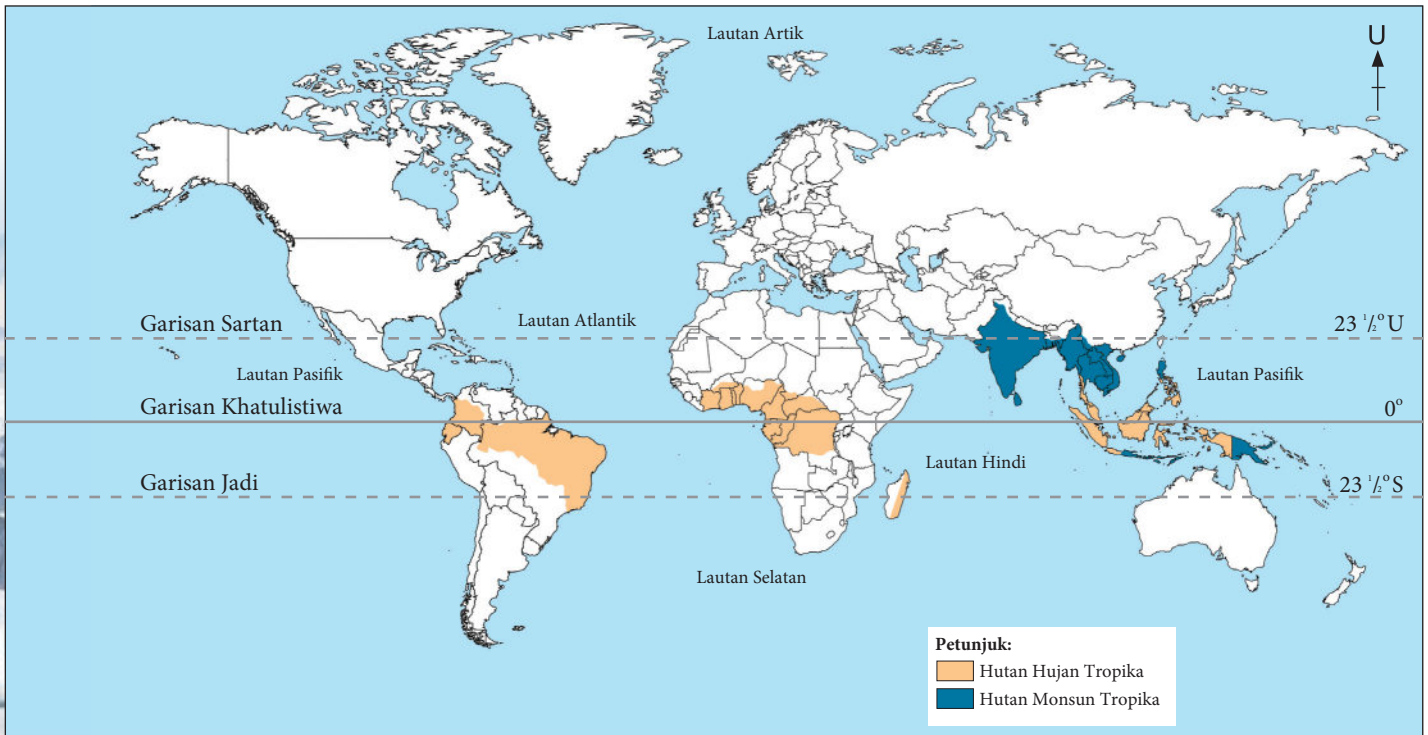 Lautan Artik
U
Garisan Sartan
Lautan Atlantik
23 ½° U
Lautan Pasifik
Lautan Pasifik
Garisan Khatulistiwa
0°
Lautan Hindi
Garisan Jadi
23 ½° S
Lautan Selatan
Petunjuk:
Hutan Hujan Tropika
Hutan Monsun Tropika